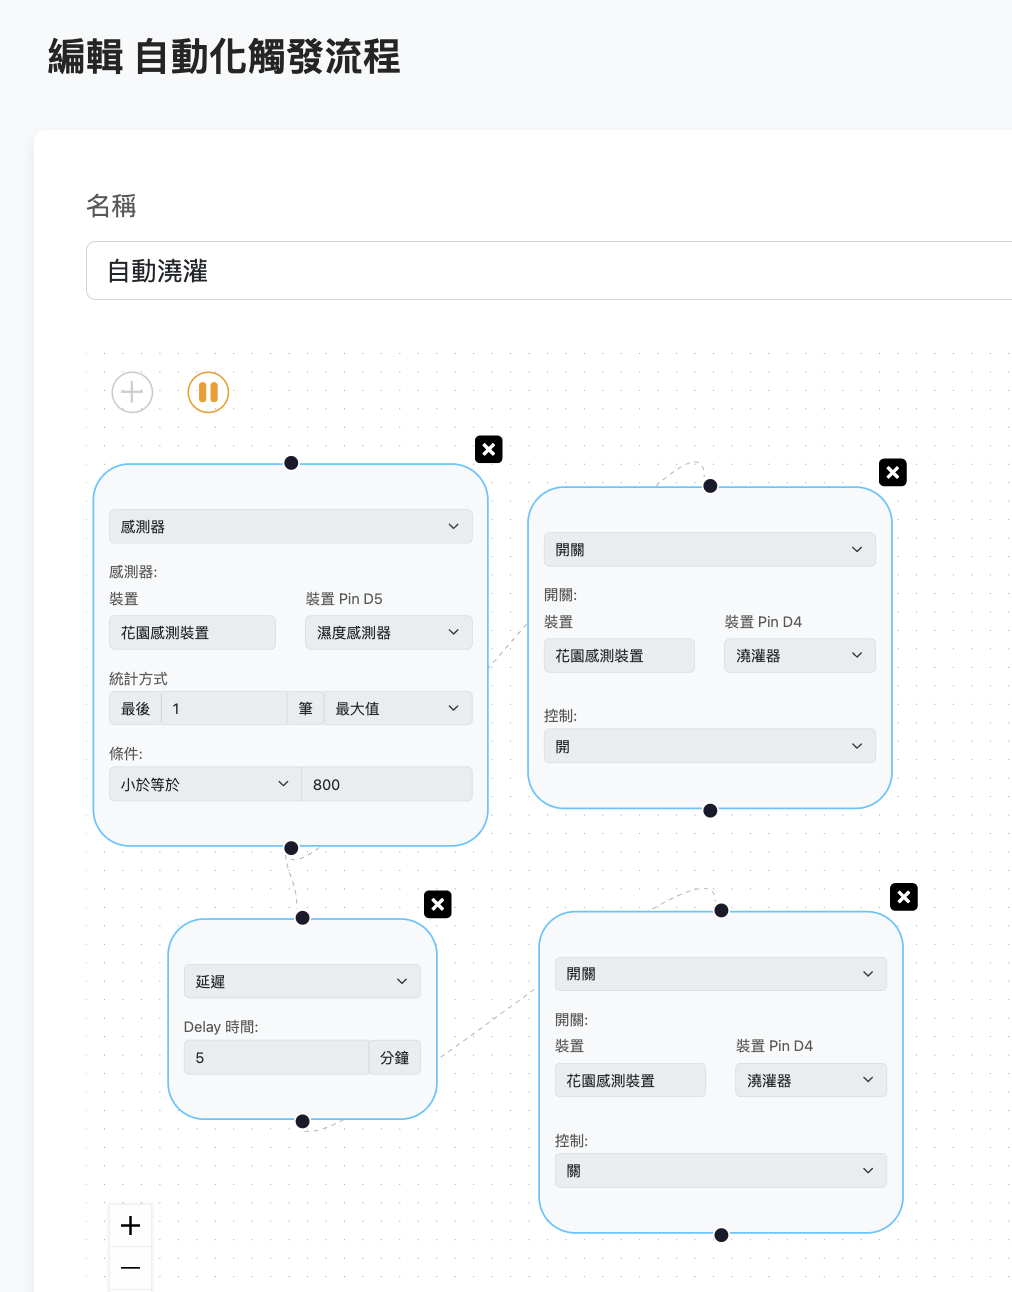 編輯 自動化觸發流程
名稱
自動澆灌
感測器
感測器:
裝置
裝置 Pin D5
花園感測裝置
濕度感測器
統計方式
最後 1 筆 最大值
條件:
小於等於 800
開關
開關:
裝置
裝置 Pin D4
花園感測裝置
澆灌器
控制:
開
延遲
Delay 時間:
5 分鐘
開關
開關:
裝置
裝置 Pin D4
花園感測裝置
澆灌器
控制:
關